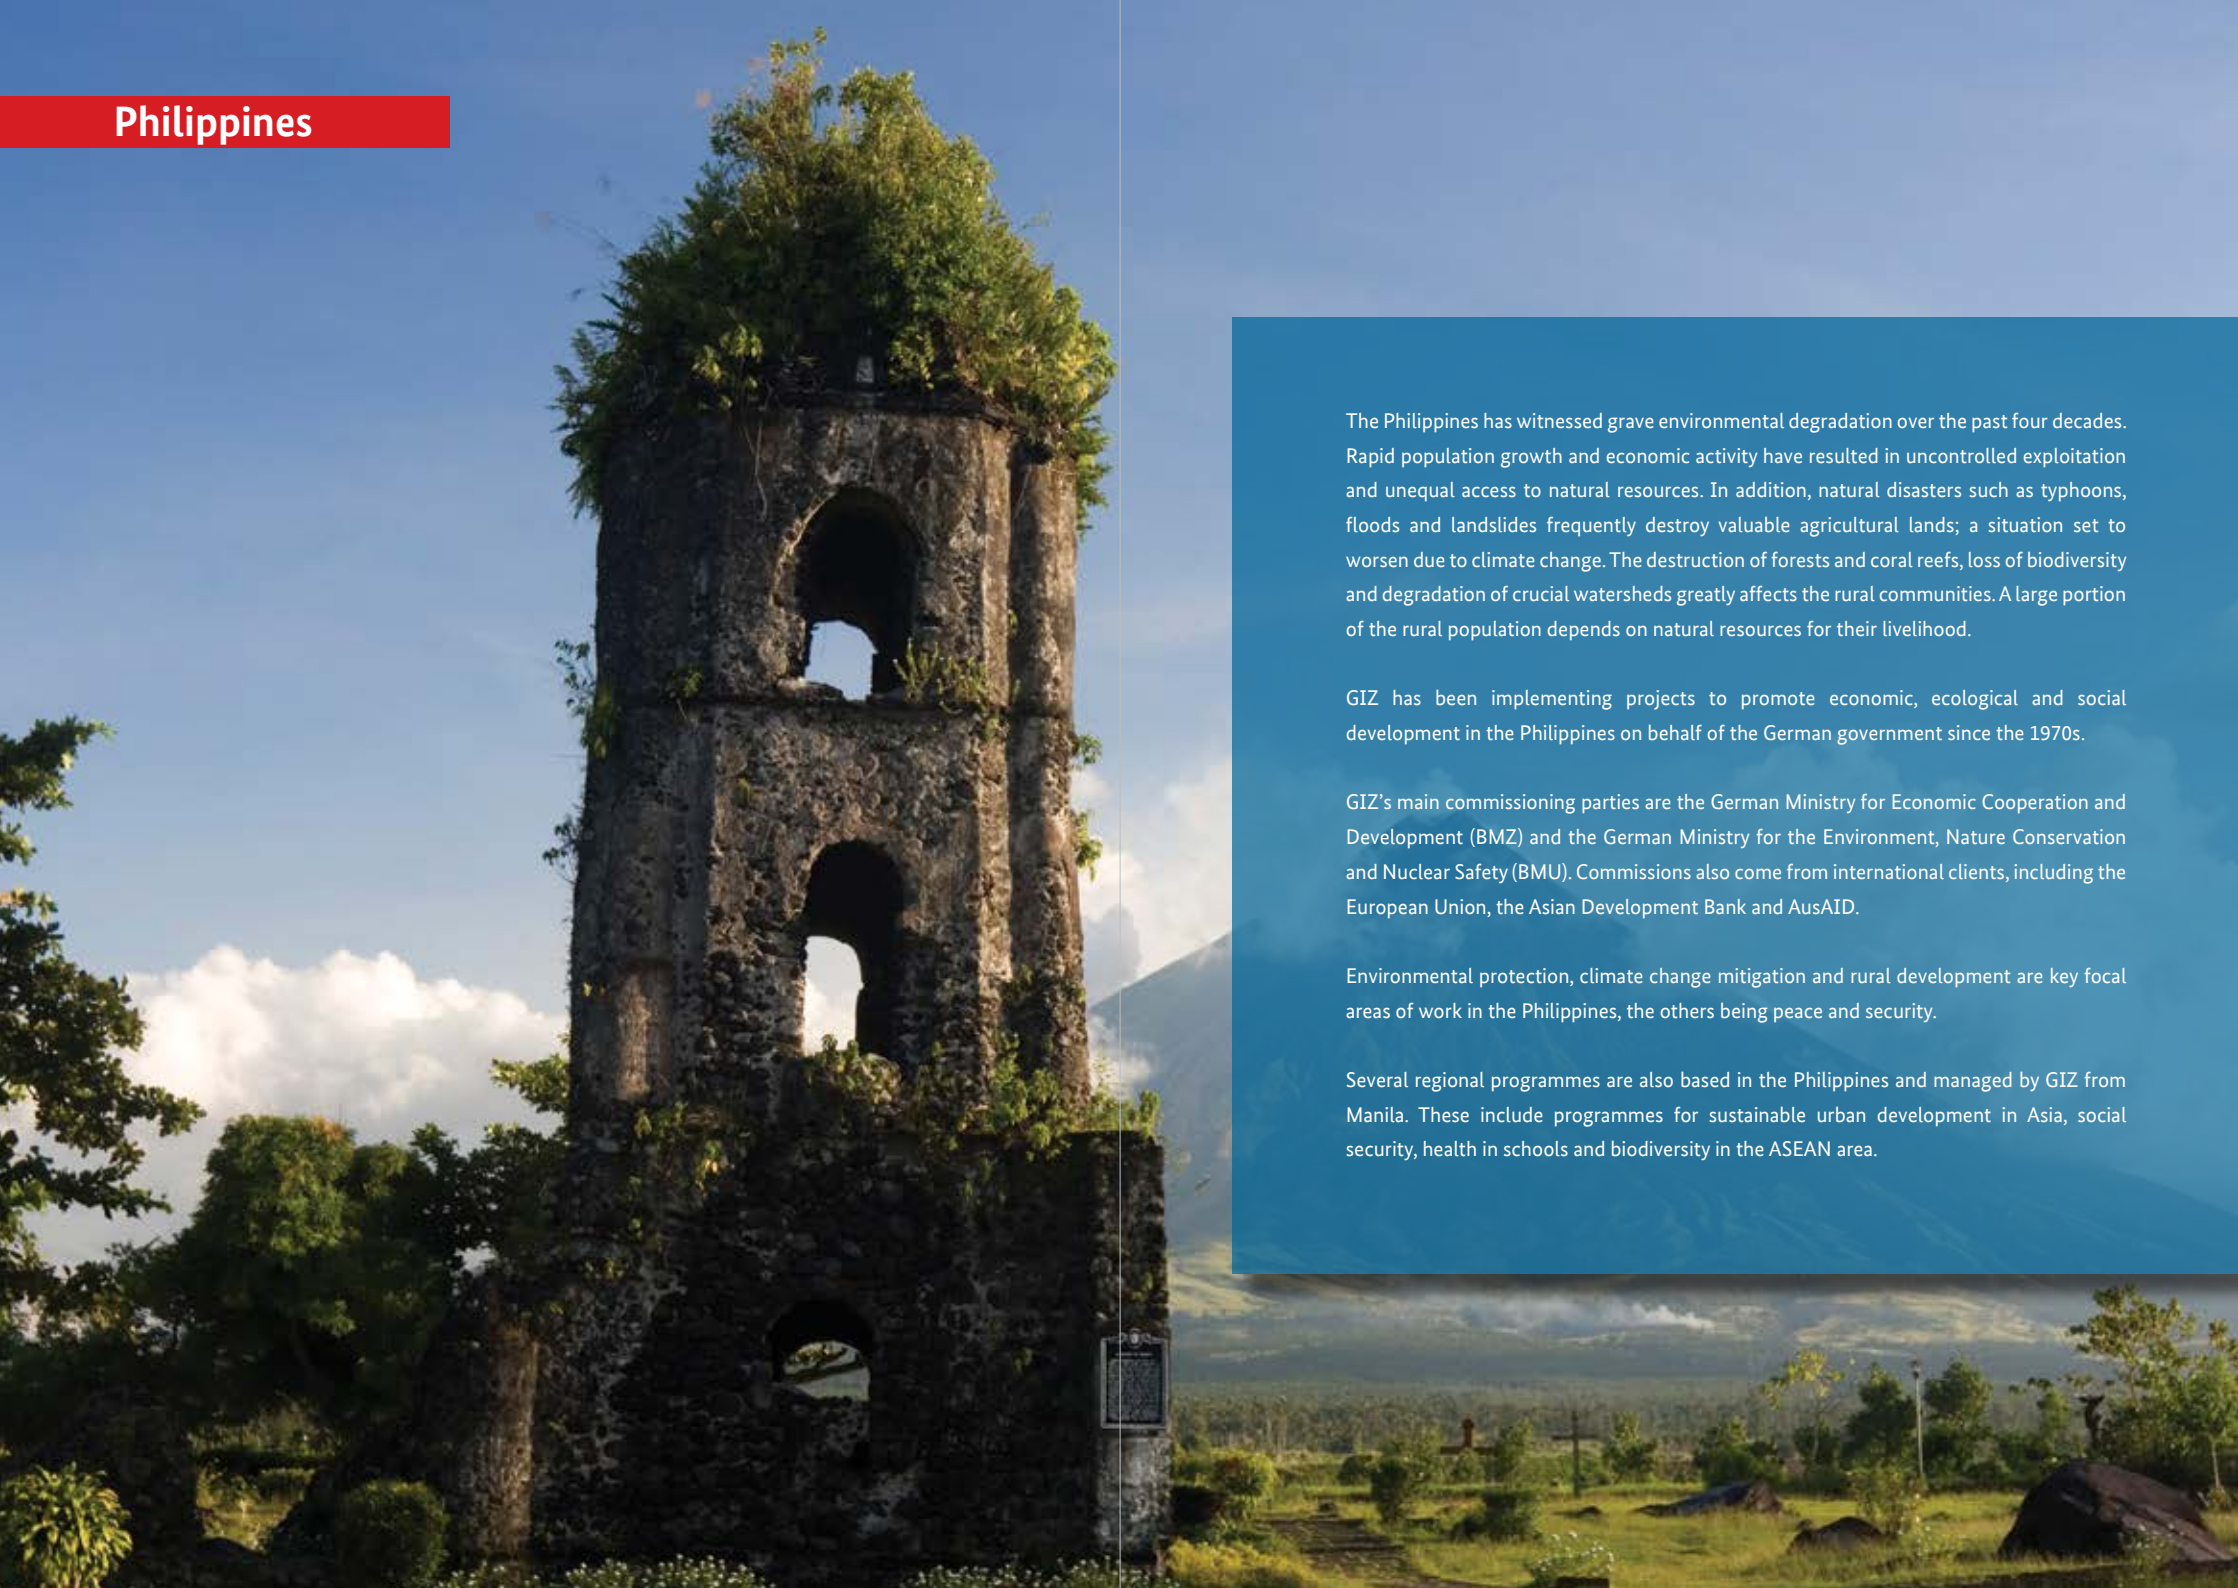 Philippines
The Philippines has witnessed grave environmental degradation over the past four decades.
Rapid population growth and economic activity have resulted in uncontrolled exploitation
and unequal access to natural resources. In addition, natural disasters such as typhoons,
floods and landslides frequently destroy valuable agricultural lands; a situation set to
worsen due to climate change. The destruction of forests and coral reefs, loss of biodiversity
and degradation of crucial watersheds greatly affects the rural communities. A large portion
of the rural population depends on natural resources for their livelihood.
GIZ has been implementing projects to promote economic, ecological and social
development in the Philippines on behalf of the German government since the 1970s.
GIZ’s main commissioning parties are the German Ministry for Economic Cooperation and
Development (BMZ) and the German Ministry for the Environment, Nature Conservation
and Nuclear Safety (BMU). Commissions also come from international clients, including the
European Union, the Asian Development Bank and AusAID.
Environmental protection, climate change mitigation and rural development are key focal
areas of work in the Philippines, the others being peace and security.
Several regional programmes are also based in the Philippines and managed by GIZ from
Manila. These include programmes for sustainable urban development in Asia, social
security, health in schools and biodiversity in the ASEAN area.